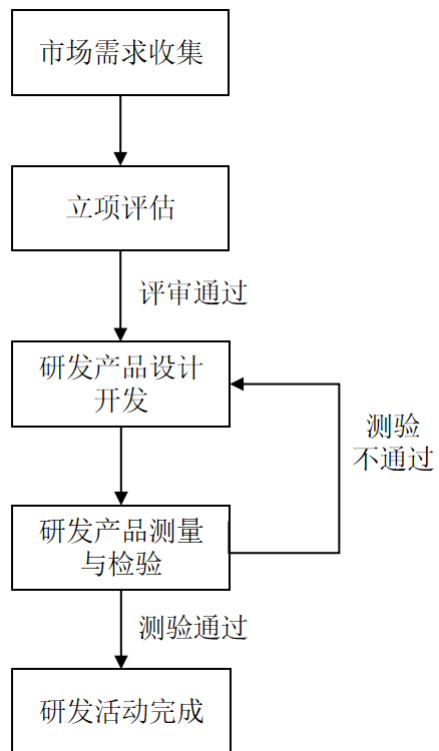 市场需求收集
立项评估
评审通过
研发产品设计
开发
测验
不通过
研发产品测量
与检验
测验通过
研发活动完成